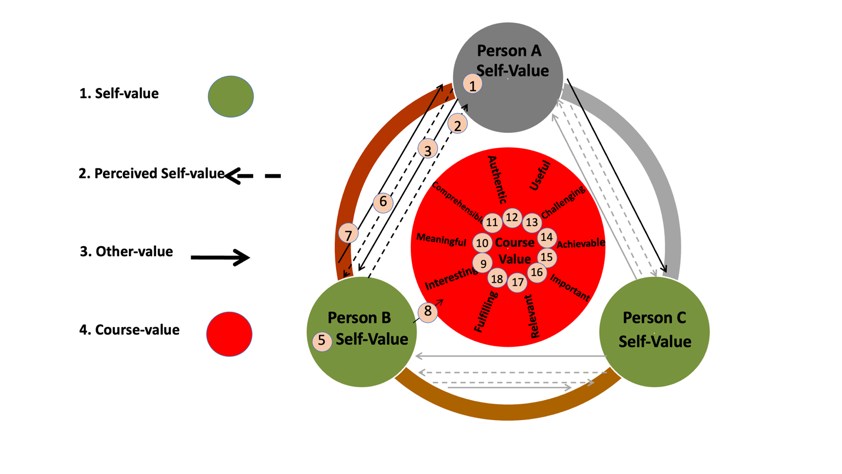 1. Self-value
2. Perceived Self-value
3. Other-value
4. Course-value
Person A
Self-Value
1
2
3
6
7
Authentic
Useful
Comprehensibl
Challenging
Meaningful
Achievable
Interesting
Important
Fulfilling
Relevant
11
12
13
10
14
9
15
18
17
16
Course
Value
8
Person B
5
Self-Value
Person C
Self-Value